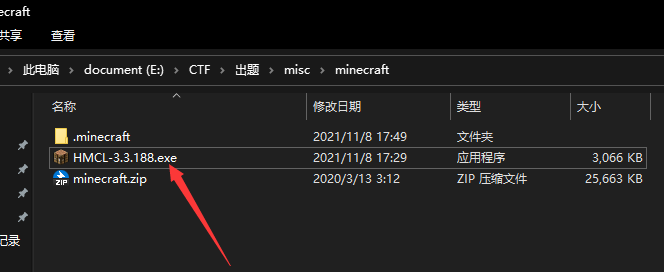 necraft
共享 查看
此电脑 > document (E:) > CTF > 出题 > misc > minecraft
名称 修改日期 类型 大小
.minecraft 2021/11/8 17:49 文件夹
HMCL-3.3.188.exe 2021/11/8 17:29 应用程序 3,066 KB
minecraft.zip 2020/3/13 3:12 ZIP 压缩文件 25,663 KB
记录